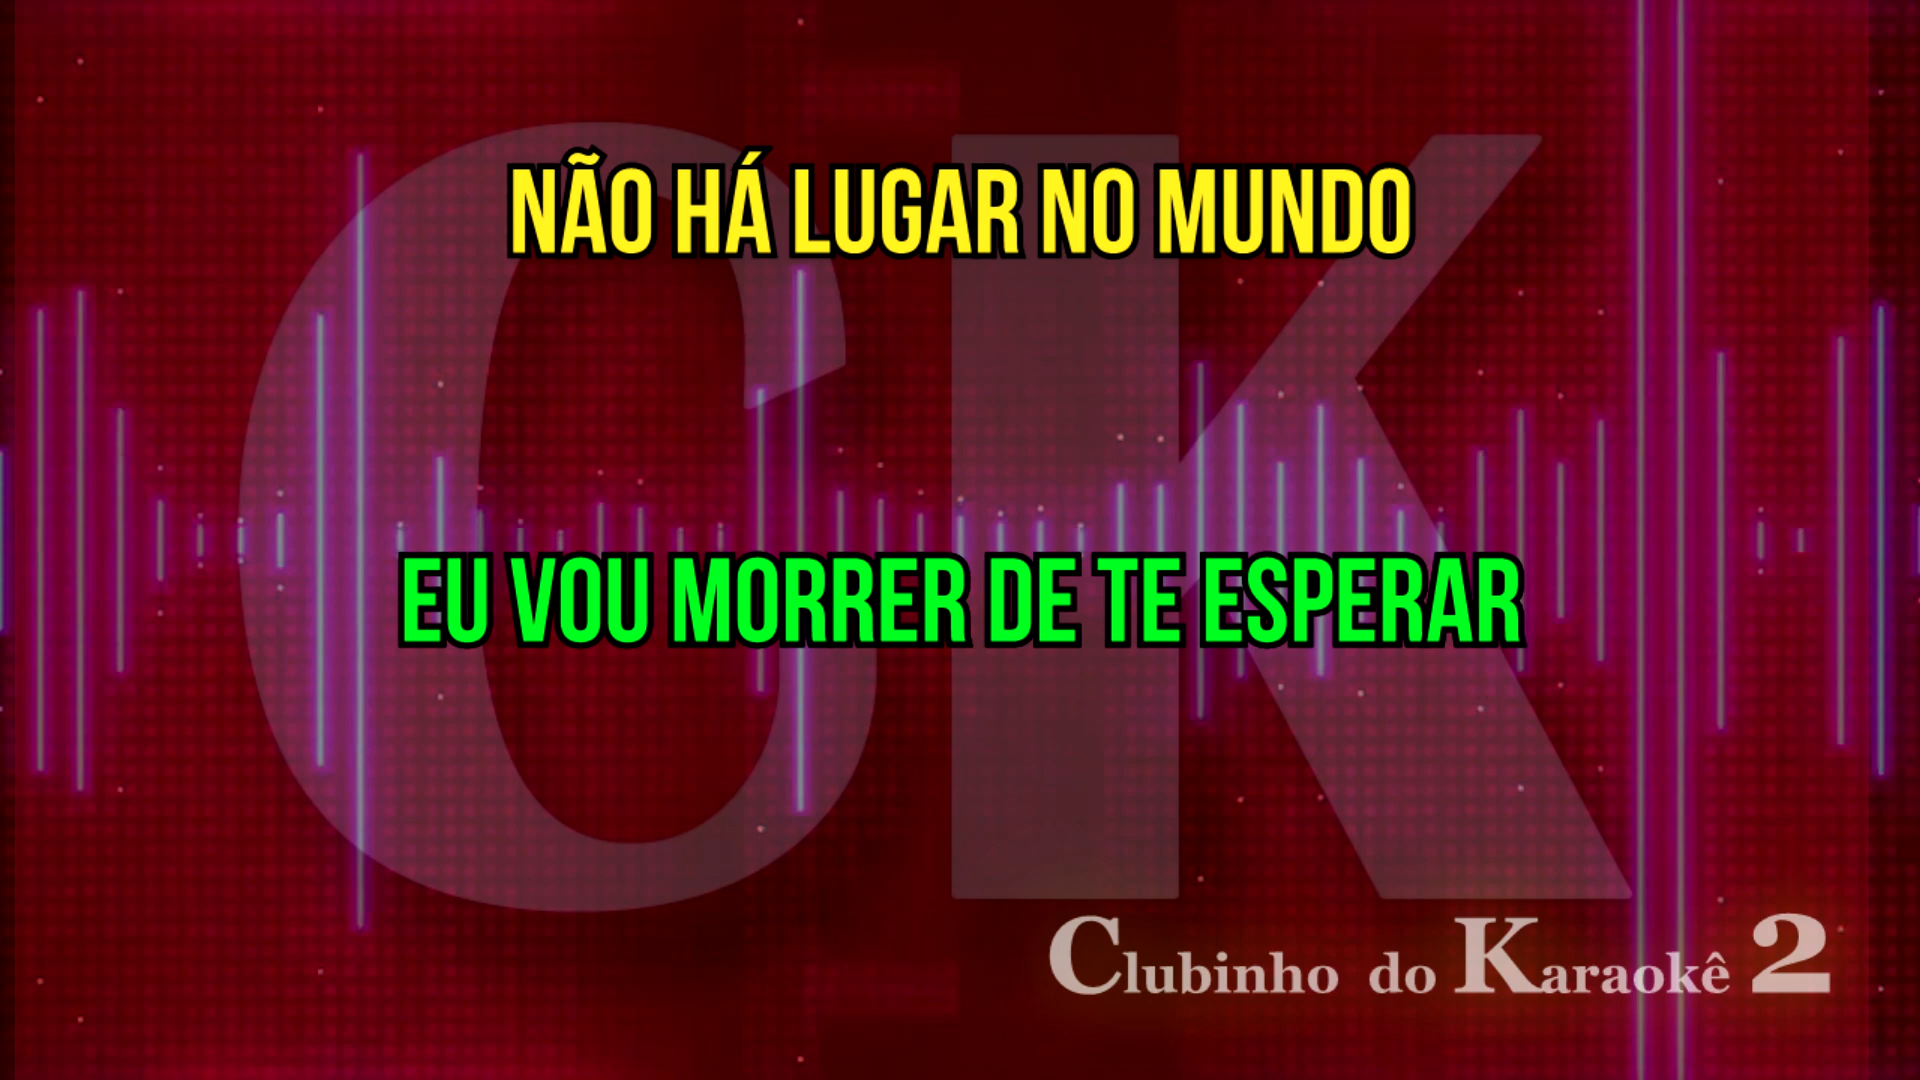 NÃO HÁ LUGAR NO MUNDO
EU VOU MORRER DE TE ESPERAR
CK
Clubinho do Karaokê 2